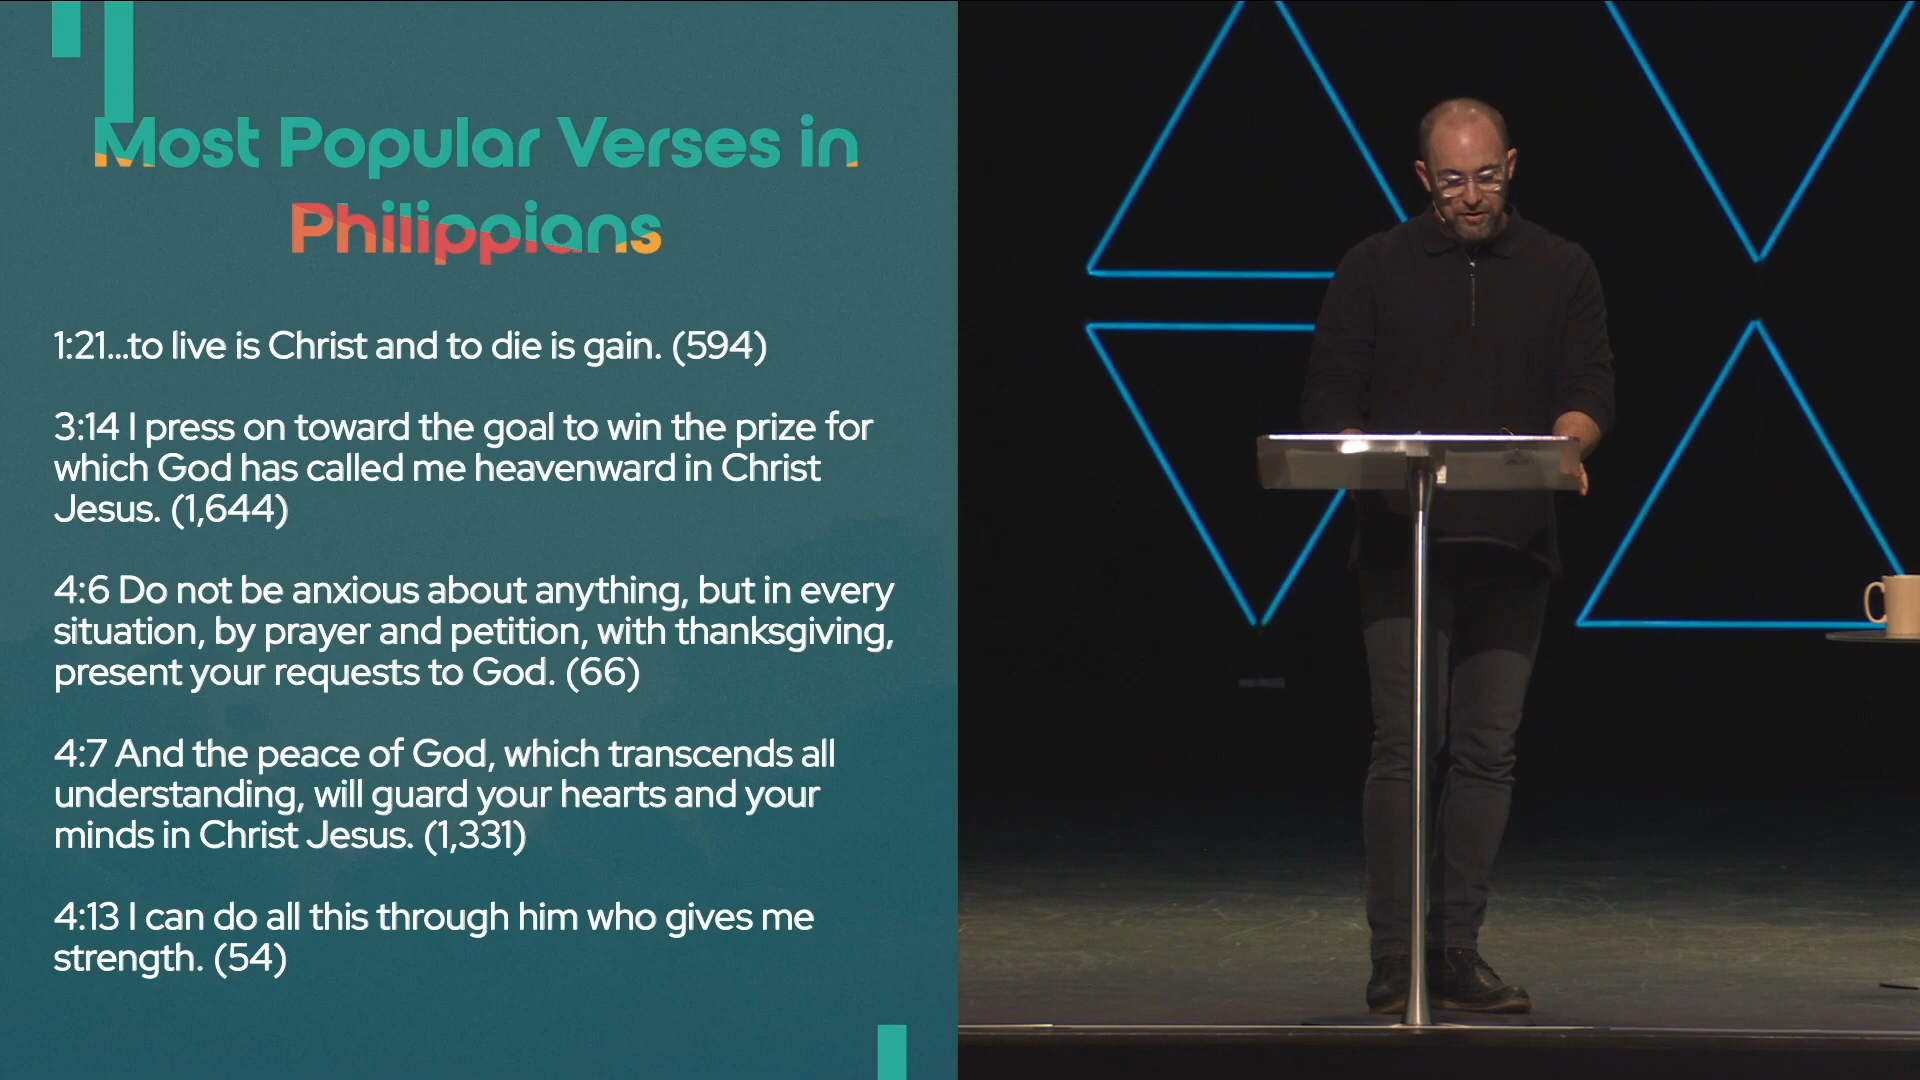 Most Popular Verses in
Philippians
1:21...to live is Christ and to die is gain. (594)
3:14 I press on toward the goal to win the prize for
which God has called me heavenward in Christ
Jesus. (1,644)
4:6 Do not be anxious about anything, but in every
situation, by prayer and petition, with thanksgiving,
present your requests to God. (66)
4:7 And the peace of God, which transcends all
understanding, will guard your hearts and your
minds in Christ Jesus. (1,331)
4:13 I can do all this through him who gives me
strength. (54)